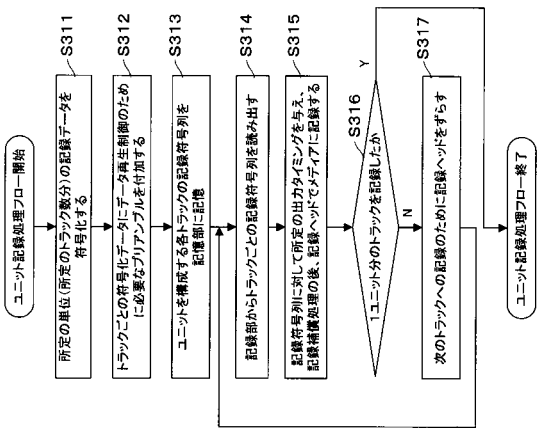 ユニット記録処理フロー開始
S311
所定の単位(所定のトラック数分)の記録データを
符号化する
S312
トラックごとの符号化データにデータ再生制御のため
に必要なプリアンブルを付加する
S313
ユニットを構成する各トラックの記録符号列を
記憶部に記憶
S314
記録部からトラックごとの記録符号列を読み出す
S315
記録符号列に対して所定の出力タイミングを与え、
記録補償処理の後、記録ヘッドでメディアに記録する
S316
1ユニット分のトラックを記録したか
Y
N
S317
次のトラックへの記録のために記録ヘッドをずらす
ユニット記録処理フロー終了